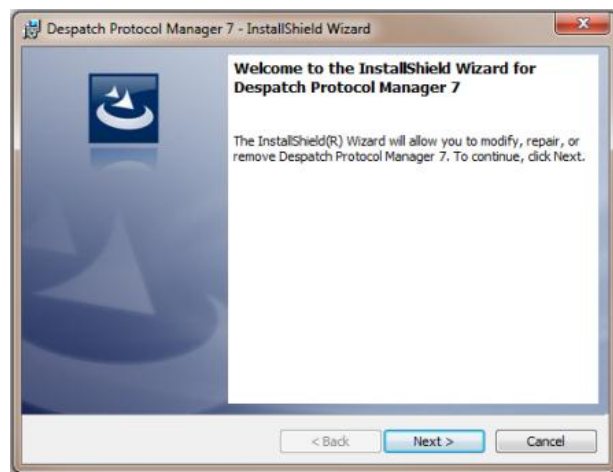 Despatch Protocol Manager 7 - InstallShield Wizard
Welcome to the InstallShield Wizard for
Despatch Protocol Manager 7
The InstallShield(R) Wizard will allow you to modify, repair, or
remove Despatch Protocol Manager 7. To continue, click Next.
< Back
Next >
Cancel